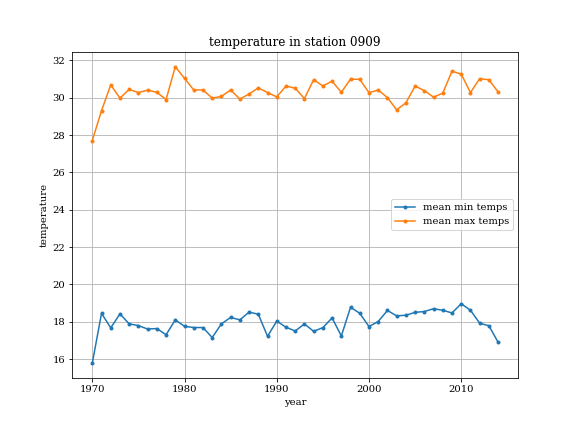 temperature in station 0909
32
30
28
26
24
22
20
18
16
temperature
mean min temps
mean max temps
1970
1980
1990
2000
2010
year